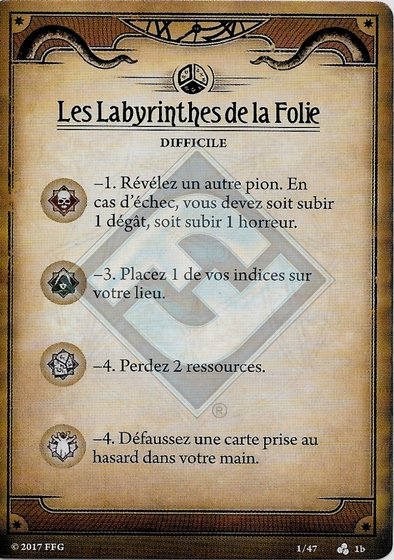 Les Labyrinthes de la Folie
DIFFICILE
–1. Révélez un autre pion. En
cas d'échec, vous devez soit subir
1 dégât, soit subir 1 horreur.
–3. Placez 1 de vos indices sur
votre lieu.
–4. Perdez 2 ressources.
–4. Défaussez une carte prise au
hasard dans votre main.
®
© 2017 FFG 1/47 1b